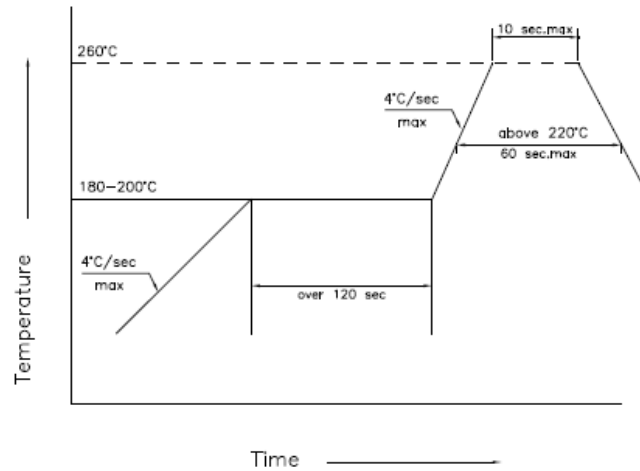 10 sec.max
260°C
4°C/sec
max
above 220°C
60 sec.max
180-200°C
4°C/sec
max
over 120 sec
Temperature
Time